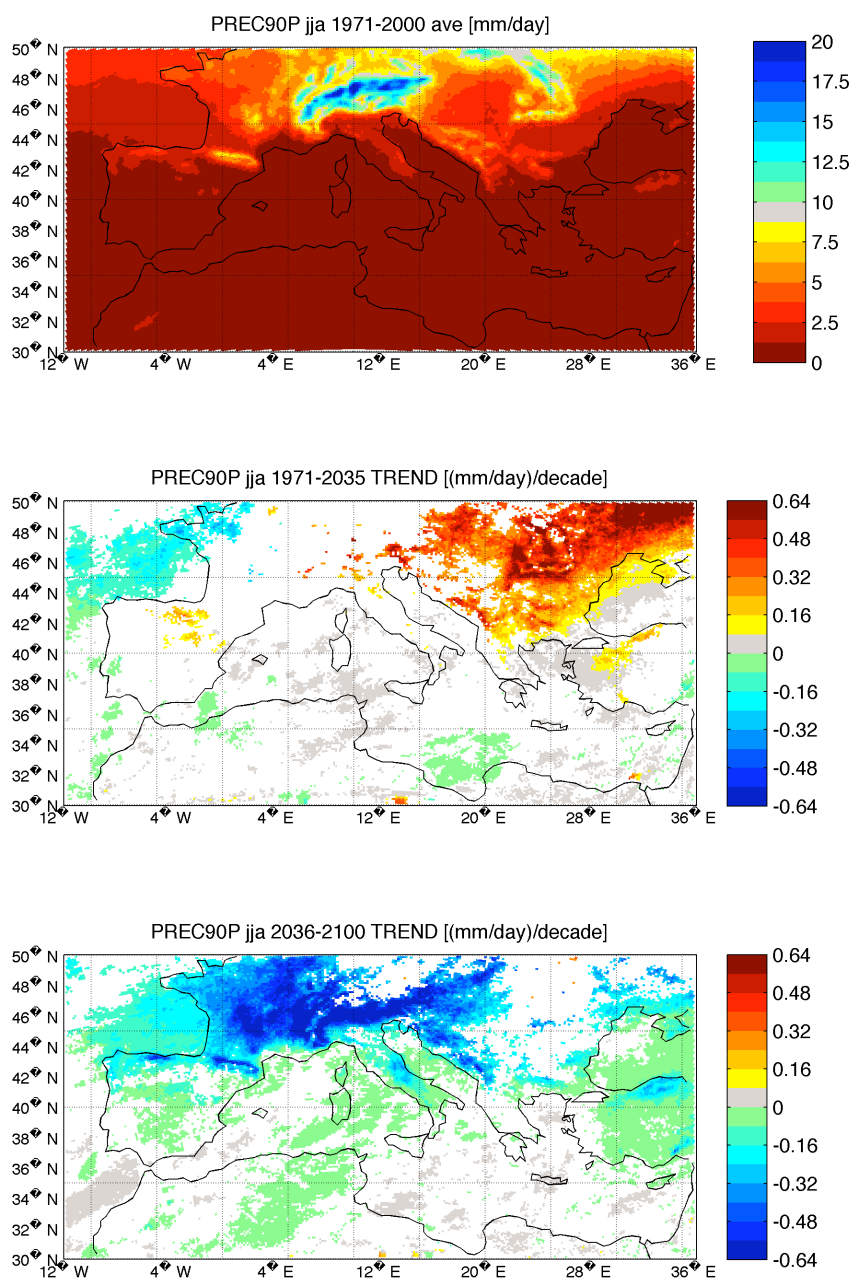 PREC90P jja 1971-2000 ave [mm/day]
50� N
48� N
46� N
44� N
42� N
40� N
38� N
36� N
34� N
32� N
30� N
12� W 4� W 4� E 12� E 20� E 28� E 36� E
20
17.5
15
12.5
10
7.5
5
2.5
0
PREC90P jja 1971-2035 TREND [(mm/day)/decade]
50� N
48� N
46� N
44� N
42� N
40� N
38� N
36� N
34� N
32� N
30� N
12� W 4� W 4� E 12� E 20� E 28� E 36� E
0.64
0.48
0.32
0.16
0
-0.16
-0.32
-0.48
-0.64
PREC90P jja 2036-2100 TREND [(mm/day)/decade]
50� N
48� N
46� N
44� N
42� N
40� N
38� N
36� N
34� N
32� N
30� N
12� W 4� W 4� E 12� E 20� E 28� E 36� E
0.64
0.48
0.32
0.16
0
-0.16
-0.32
-0.48
-0.64